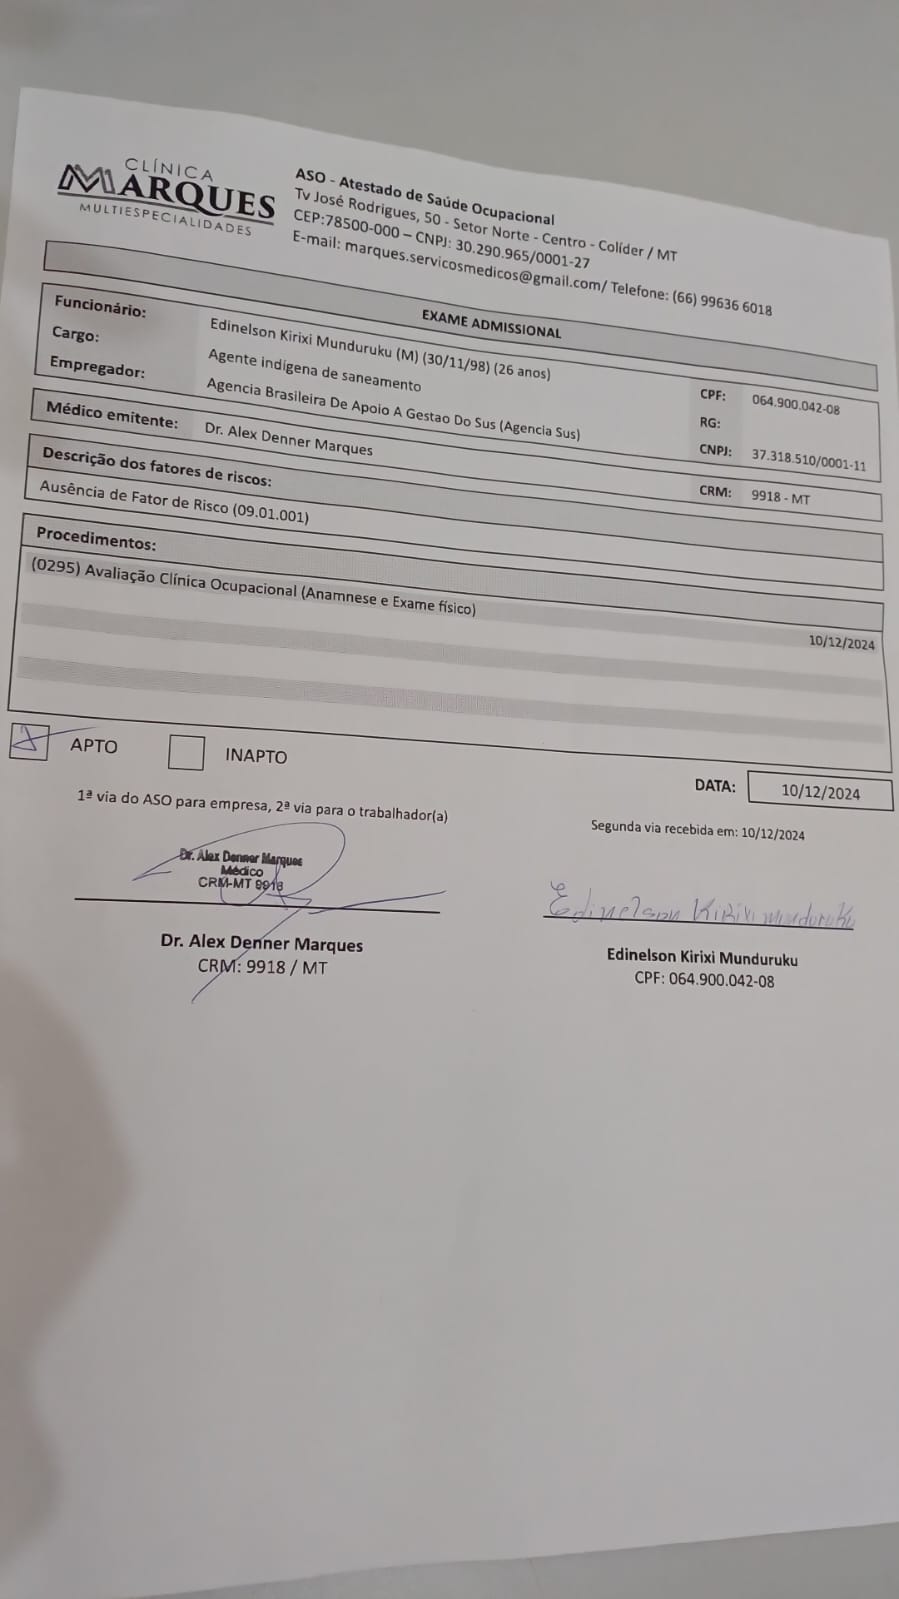 CLÍNICA
MARQUES
MULTIESPECIALIDADES
ASO - Atestado de Saúde Ocupacional
Tv José Rodrigues, 50 - Setor Norte - Centro - Colíder / MT
CEP:78500-000 – CNPJ: 30.290.965/0001-27
E-mail: marques.servicosmedicos@gmail.com/ Telefone: (66) 99636 6018
EXAME ADMISSIONAL
Funcionário: Edinelson Kirixi Munduruku (M) (30/11/98) (26 anos) CPF: 064.900.042-08
Cargo: Agente indígena de saneamento RG:
Empregador: Agencia Brasileira De Apoio A Gestao Do Sus (Agencia Sus) CNPJ: 37.318.510/0001-11
Médico emitente: Dr. Alex Denner Marques CRM: 9918 - MT
Descrição dos fatores de riscos:
Ausência de Fator de Risco (09.01.001)
Procedimentos:
(0295) Avaliação Clínica Ocupacional (Anamnese e Exame físico) 10/12/2024
APTO INAPTO
DATA: 10/12/2024
1ª via do ASO para empresa, 2ª via para o trabalhador(a)
Segunda via recebida em: 10/12/2024
Dr. Alex Denner Marques
Médico
CRM-MT 9918
Edinelson Kirixi munduruku
Dr. Alex Denner Marques
CRM: 9918 / MT
Edinelson Kirixi Munduruku
CPF: 064.900.042-08